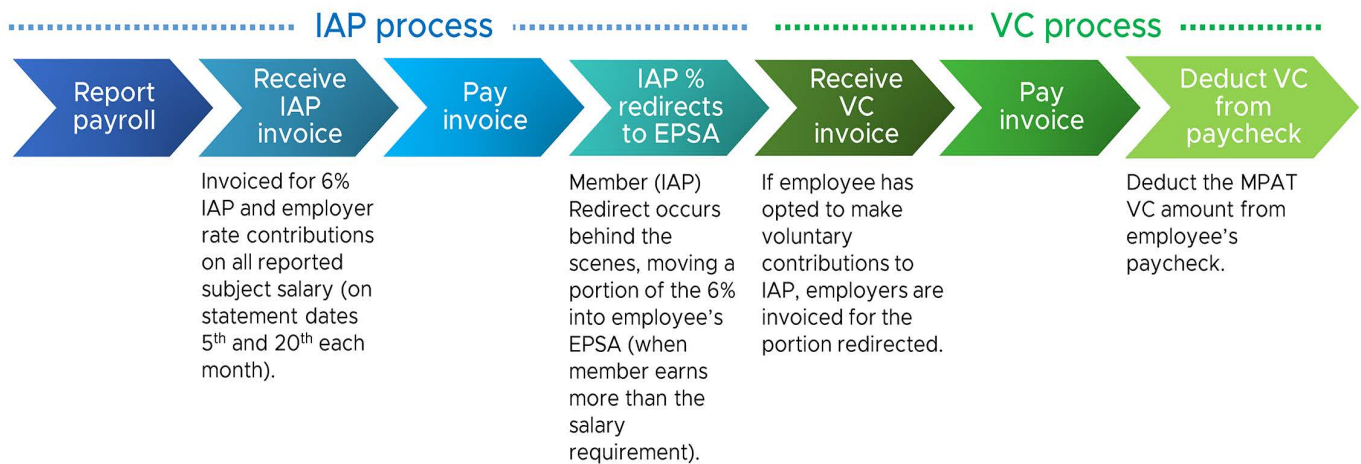 IAP process
VC process
Report
payroll
Receive
IAP
invoice
Pay
invoice
IAP %
redirects
to EPSA
Receive
VC
invoice
Pay
invoice
Deduct VC
from
paycheck
Invoiced for 6%
IAP and employer
rate contributions
on all reported
subject salary (on
statement dates
5th and 20th each
month).
Member (IAP)
Redirect occurs
behind the
scenes, moving a
portion of the 6%
into employee's
EPSA (when
member earns
more than the
salary
requirement).
If employee has
opted to make
voluntary
contributions to
IAP, employers are
invoiced for the
portion redirected.
Deduct the MPAT
VC amount from
employee's
paycheck.